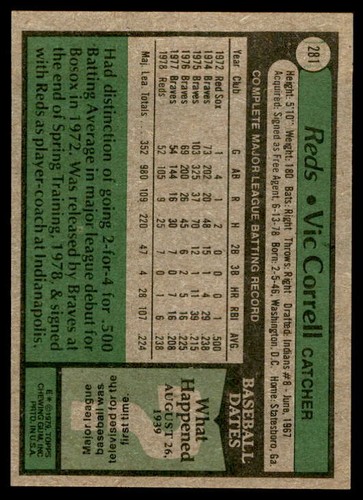 281
Reds • Vic Correll CATCHER
Height: 5'10" Weight: 180 Bats: Right Throws: Right Drafted: Indians #8 - June, 1967
Acquired: Signed as Free Agent, 6-13-78 Born: 2-5-46, Washington, D.C. Home: Statesboro, Ga.
COMPLETE MAJOR LEAGUE BATTING RECORD
Year Club G AB R H 2B 3B HR RBI AVG.
1972 Red Sox 1 4 1 2 0 0 0 1 .500
1974 Braves 73 202 20 48 15 1 4 29 .238
1975 Braves 103 325 37 70 12 1 11 39 .215
1976 Braves 69 200 26 45 6 2 5 16 .225
1977 Braves 54 144 16 30 7 0 7 16 .208
1978 Reds 52 105 9 25 7 0 1 6 .238
Maj. Lea. Totals 352 980 109 220 47 4 28 107 .224
Had distinction of going 2-for-4 for .500
Batting Average in major league debut for
Bosox in 1972. Was released by Braves at
the end of Spring Training, 1978, & signed
with Reds as player-coach at Indianapolis.
BASEBALL
DATES
What
Happened
AUGUST 26,
1939
Major league
baseball was
televised for the
first time.
E * © 1979, TOPPS
CHEWING GUM, INC.
PRTD. IN U.S.A.